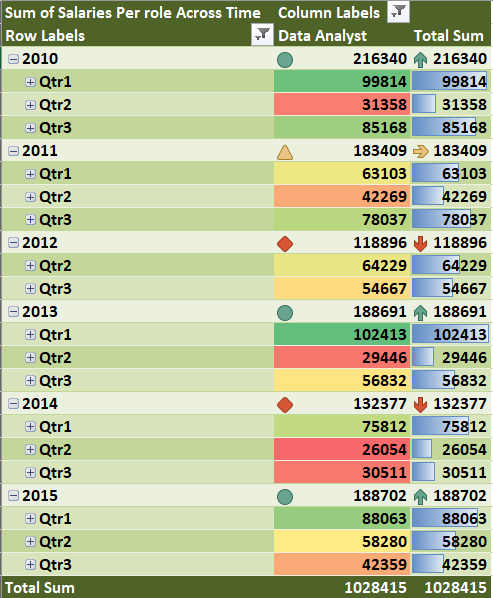 Sum of Salaries Per role Across Time Column Labels
Row Labels Data Analyst Total Sum
2010 216340 216340
Qtr1 99814 99814
Qtr2 31358 31358
Qtr3 85168 85168
2011 183409 183409
Qtr1 63103 63103
Qtr2 42269 42269
Qtr3 78037 78037
2012 118896 118896
Qtr2 64229 64229
Qtr3 54667 54667
2013 188691 188691
Qtr1 102413 102413
Qtr2 29446 29446
Qtr3 56832 56832
2014 132377 132377
Qtr1 75812 75812
Qtr2 26054 26054
Qtr3 30511 30511
2015 188702 188702
Qtr1 88063 88063
Qtr2 58280 58280
Qtr3 42359 42359
Total Sum 1028415 1028415